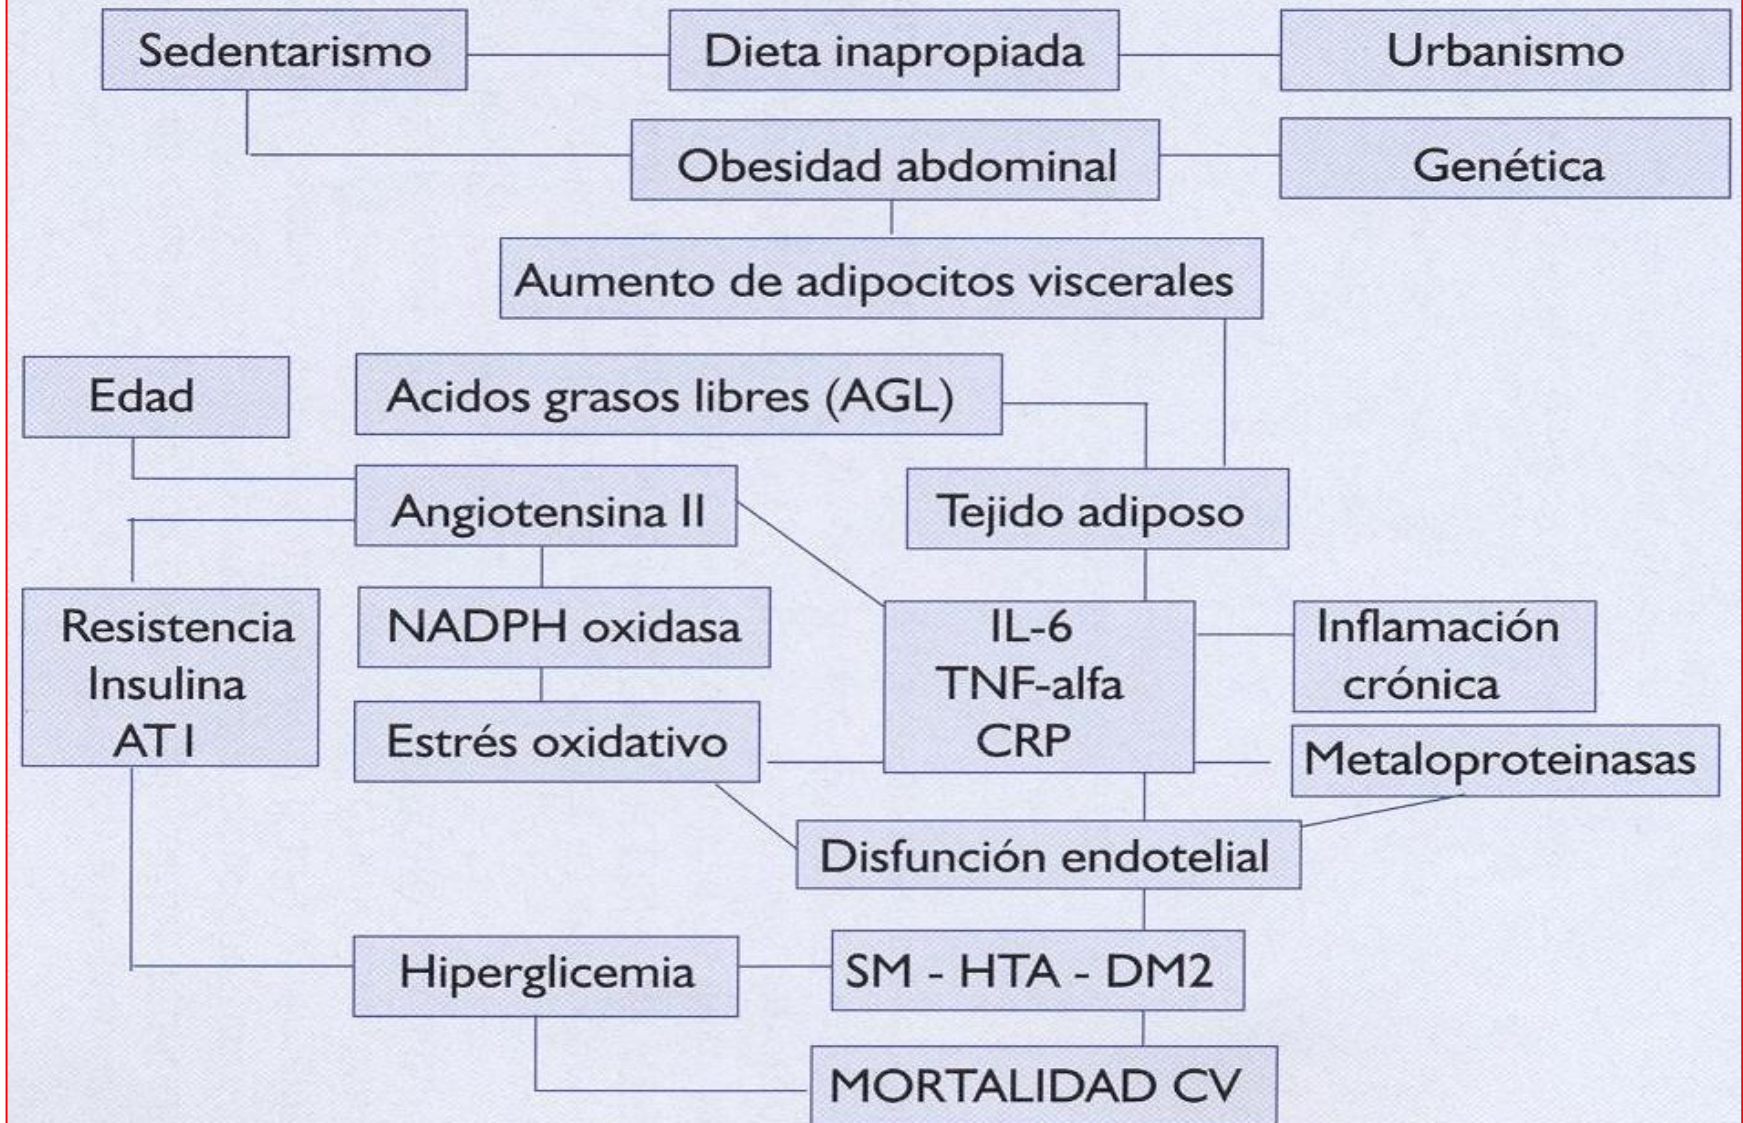 Sedentarismo
Dieta inapropiada
Urbanismo
Obesidad abdominal
Genética
Aumento de adipocitos viscerales
Edad
Acidos grasos libres (AGL)
Angiotensina II
Tejido adiposo
Resistencia
Insulina
AT1
NADPH oxidasa
IL-6
TNF-alfa
CRP
Inflamación
crónica
Estrés oxidativo
Metaloproteinasas
Disfunción endotelial
Hiperglicemia
SM - HTA - DM2
MORTALIDAD CV